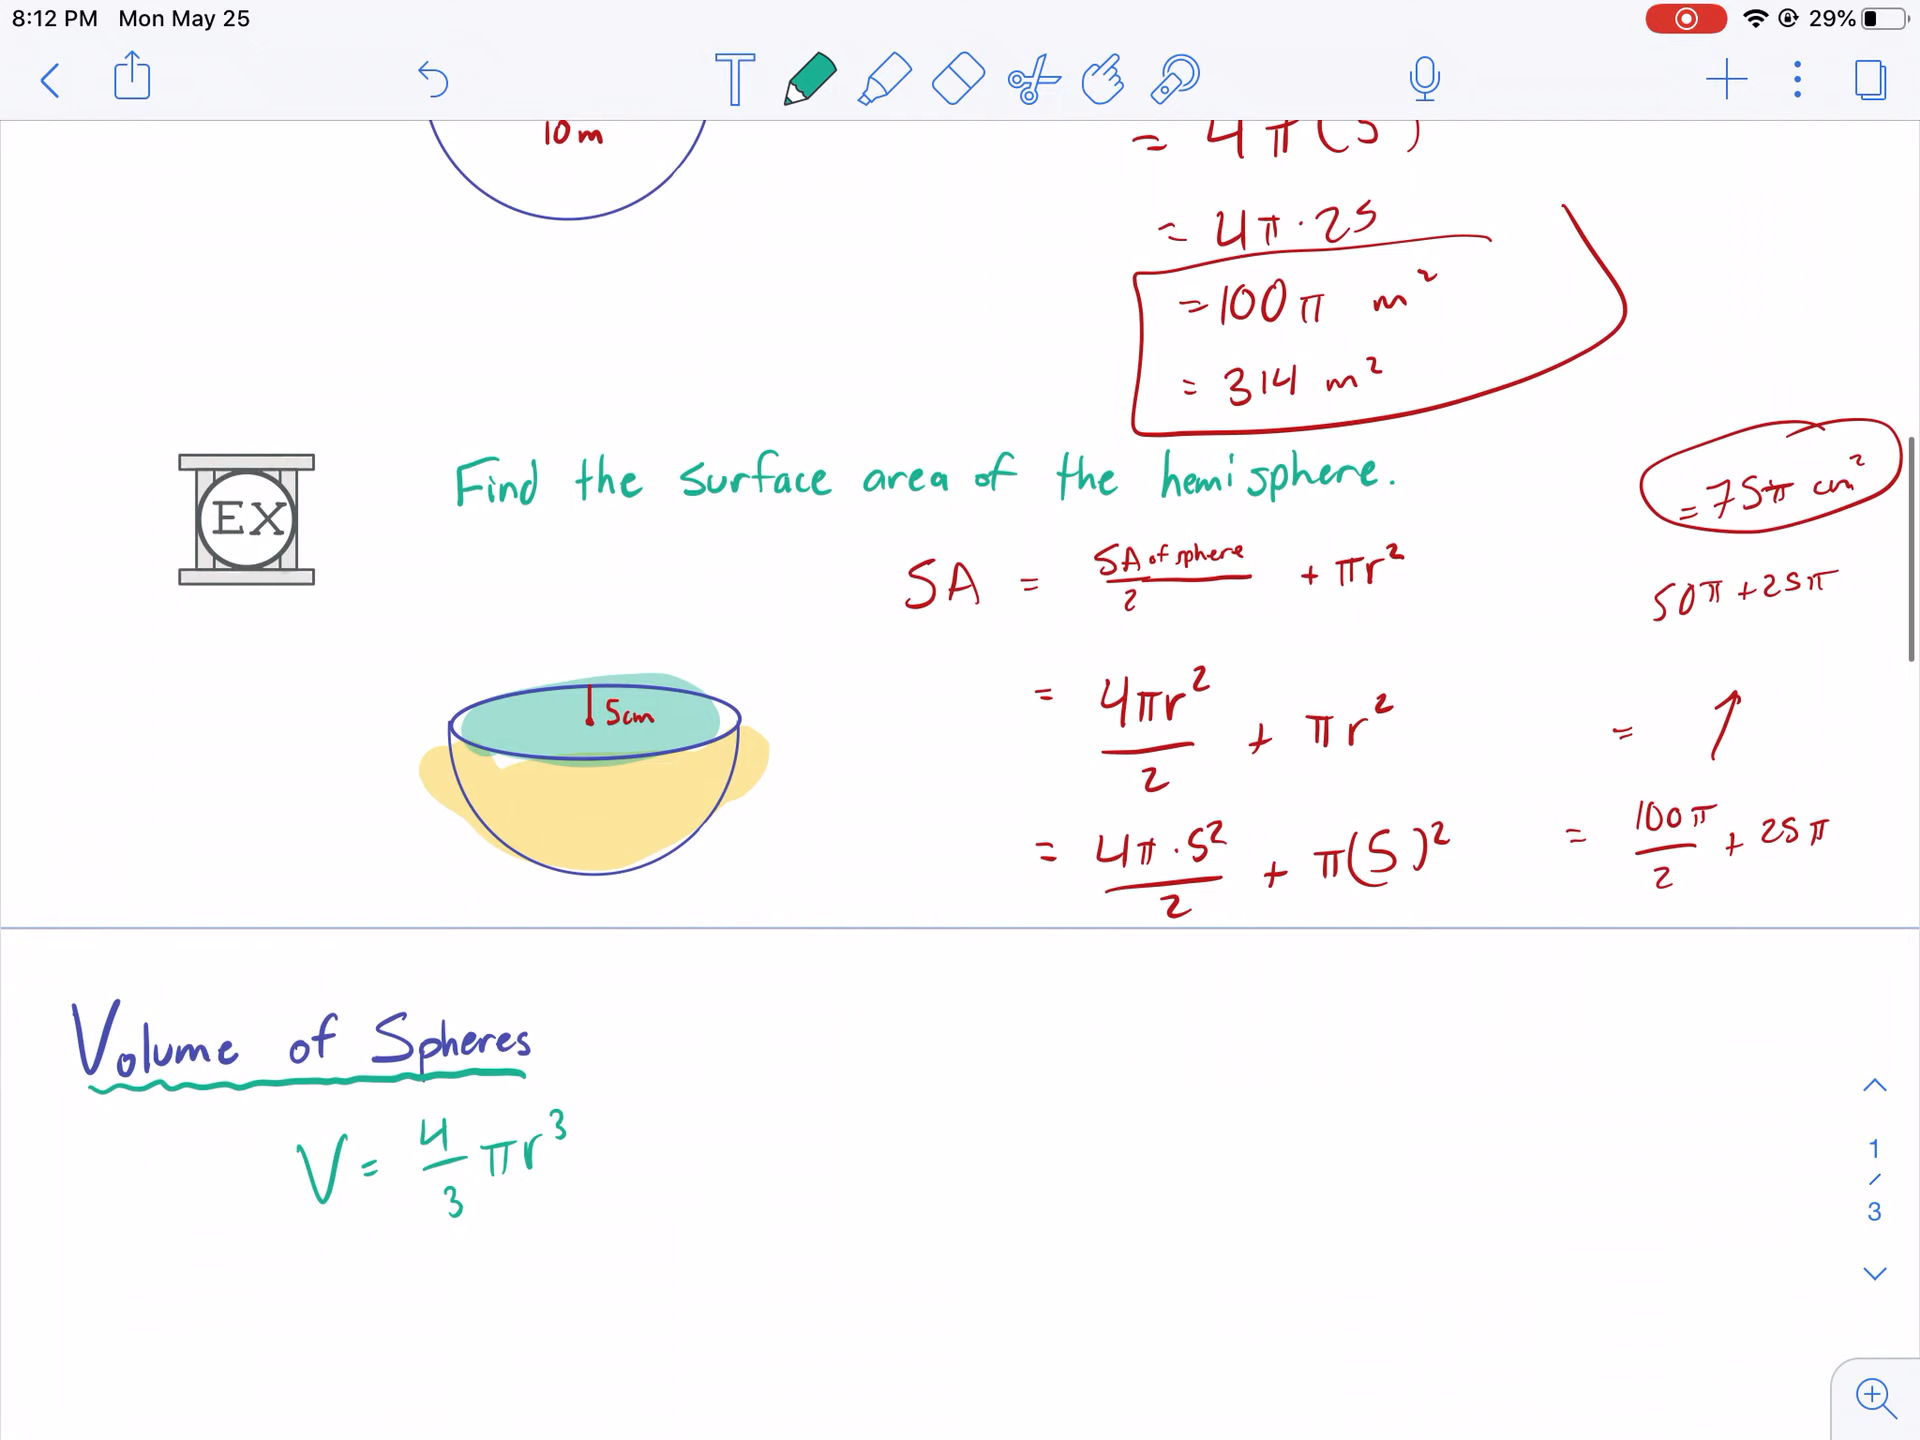 8:12 PM Mon May 25
29%
T
10m
= 4π(5)
= 4π·25
= 100π m²
= 314 m²
EX
Find the surface area of the hemisphere.
= 75π cm²
SA = SA of sphere / 2 + πr²
50π + 25π
5cm
= 4πr² / 2 + πr²
= ↑
= 4π·5² / 2 + π(5)²
= 100π / 2 + 25π
Volume of Spheres
V = 4/3 πr³
1
/
3